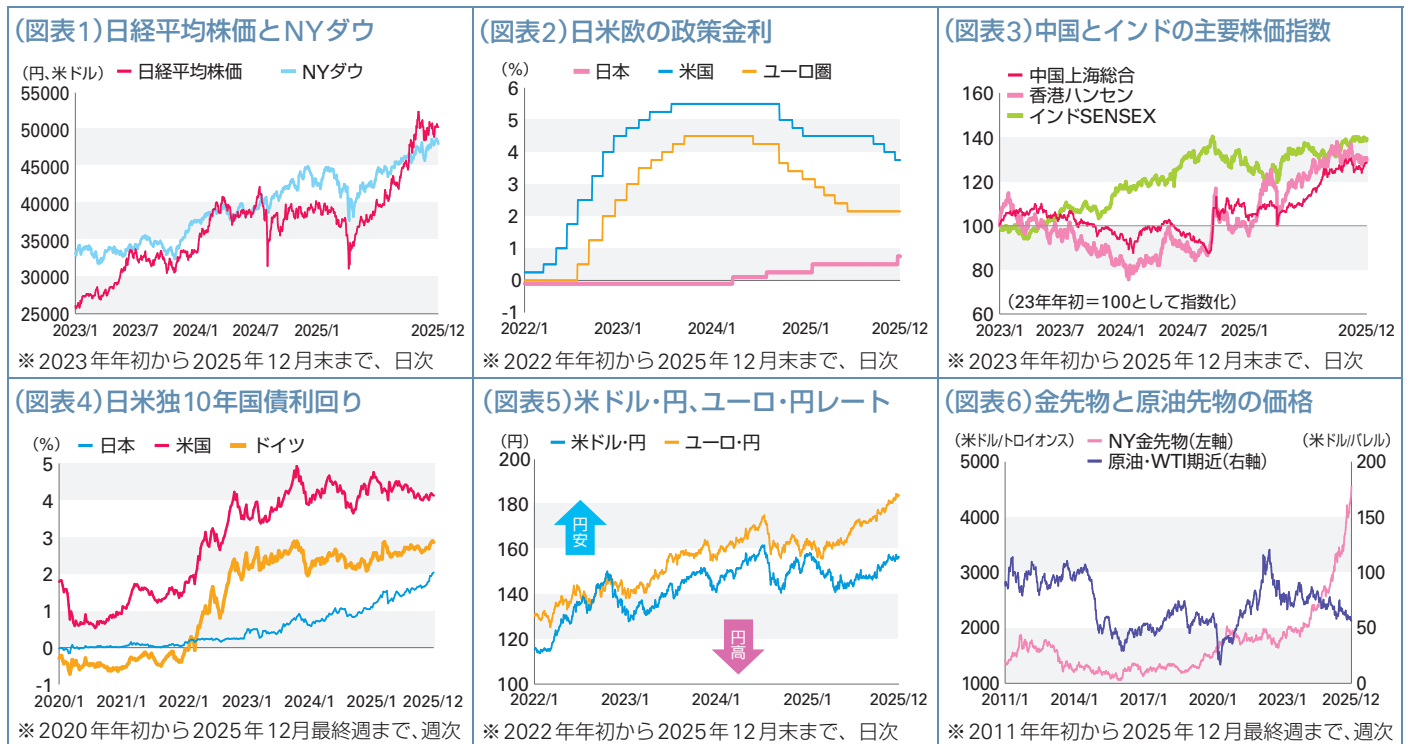 (図表1)日経平均株価とNYダウ
(円、米ドル)
日経平均株価
NYダウ
55000
50000
45000
40000
35000
30000
25000
2023/1
2023/7
2024/1
2024/7
2025/1
2025/12
※2023年年初から2025年12月末まで、日次
(図表2)日米欧の政策金利
(%)
日本
米国
ユーロ圏
6
5
4
3
2
1
0
-1
2022/1
2023/1
2024/1
2025/1
2025/12
※2022年年初から2025年12月末まで、日次
(図表3)中国とインドの主要株価指数
中国上海総合
香港ハンセン
インドSENSEX
160
140
120
100
80
60
(23年年初=100として指数化)
2023/1
2023/7
2024/1
2024/7
2025/1
2025/12
※2023年年初から2025年12月末まで、日次
(図表4)日米独10年国債利回り
(%)
日本
米国
ドイツ
5
4
3
2
1
0
-1
2020/1
2021/1
2022/1
2023/1
2024/1
2025/1
2025/12
※2020年年初から2025年12月最終週まで、週次
(図表5)米ドル・円、ユーロ・円レート
(円)
米ドル・円
ユーロ・円
200
180
160
140
120
100
円安
円高
2022/1
2023/1
2024/1
2025/1
2025/12
※2022年年初から2025年12月末まで、日次
(図表6)金先物と原油先物の価格
(米ドル/トロイオンス)
NY金先物(左軸)
原油・WTI期近(右軸)
(米ドル/バレル)
5000
4000
3000
2000
1000
200
150
100
50
0
2011/1
2014/1
2017/1
2020/1
2023/1
2025/12
※2011年年初から2025年12月最終週まで、週次